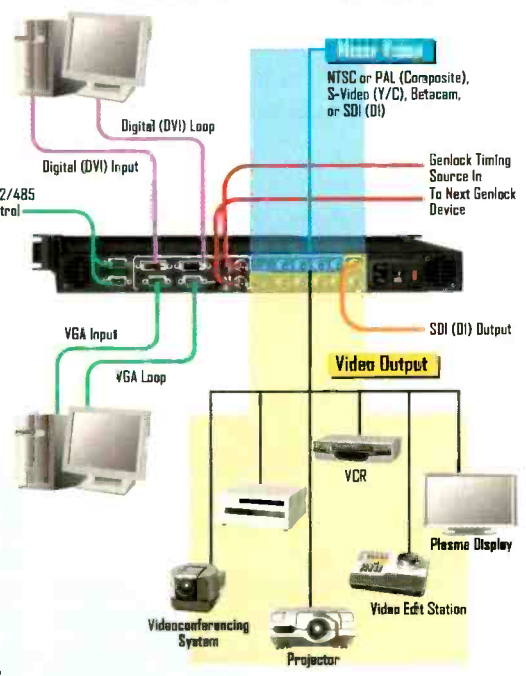 NTSC or PAL (Composite),
S-Video (Y/C), Betacam,
or SDI (D1)
Digital (DVI) Loop
Digital (DVI) Input
Genlock Timing
Source In
To Next Genlock
Device
2/485
trol
VGA Input
VGA Loop
SDI (D1) Output
Video Output
VCR
Plasma Display
Video Edit Station
Videoconferencing
System
Projector